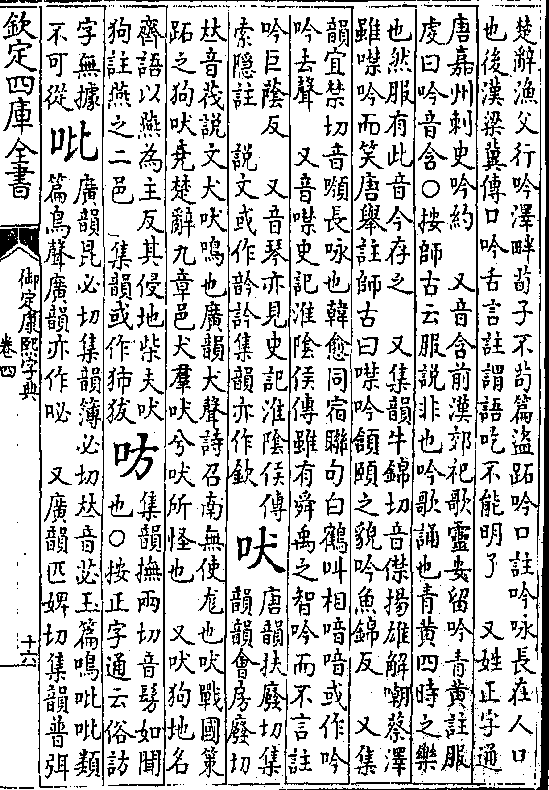 楚辭漁父行吟澤畔荀子不苟篇盜跖吟口註吟咏長在人口
也後漢梁冀傳口吟舌言註謂語吃不能明了 又姓正字通
唐嘉州刺史吟約 又音含前漢郊祀歌靈安留吟青黃註服
虔曰吟音含○按師古云服說非也吟歌誦也青黃四時之樂
也然服有此音今存之 又集韻牛錦切音僸揚雄解嘲蔡澤
雖噤吟而笑唐舉註師古曰噤吟頷頤之貌吟魚錦反 又集
韻宜禁切音㘖長咏也韓愈同宿聯句白鶴叫相喑喑或作吟
吟去聲 又音噤史記淮陰侯傳雖有舜禹之智吟而不言註
吟巨蔭反 又音琴亦見史記淮陰侯傳
索隱註 說文或作䪩訡集韻亦作欽
吠
唐韻扶廢切集
韻韻會房廢切
𠀤音茷說文犬吠鳴也廣韻犬聲詩召南無使尨也吠戰國策
跖之狗吠堯楚辭九章邑犬羣吠兮吠所怪也 又吠狗地名
齊語以燕為主反其侵地柴夫吠
狗註燕之二邑 集韻或作㹃
㕫
集韻撫兩切音髣如聞
也○按正字通云俗訪
字無據
不可從
吡
廣韻毘必切集韻簿必切𠀤音苾玉篇鳴吡吡類
篇鳥聲廣韻亦作咇 又廣韻匹婢切集韻普弭
欽定四庫全書
御定康熙字典
卷四
十六